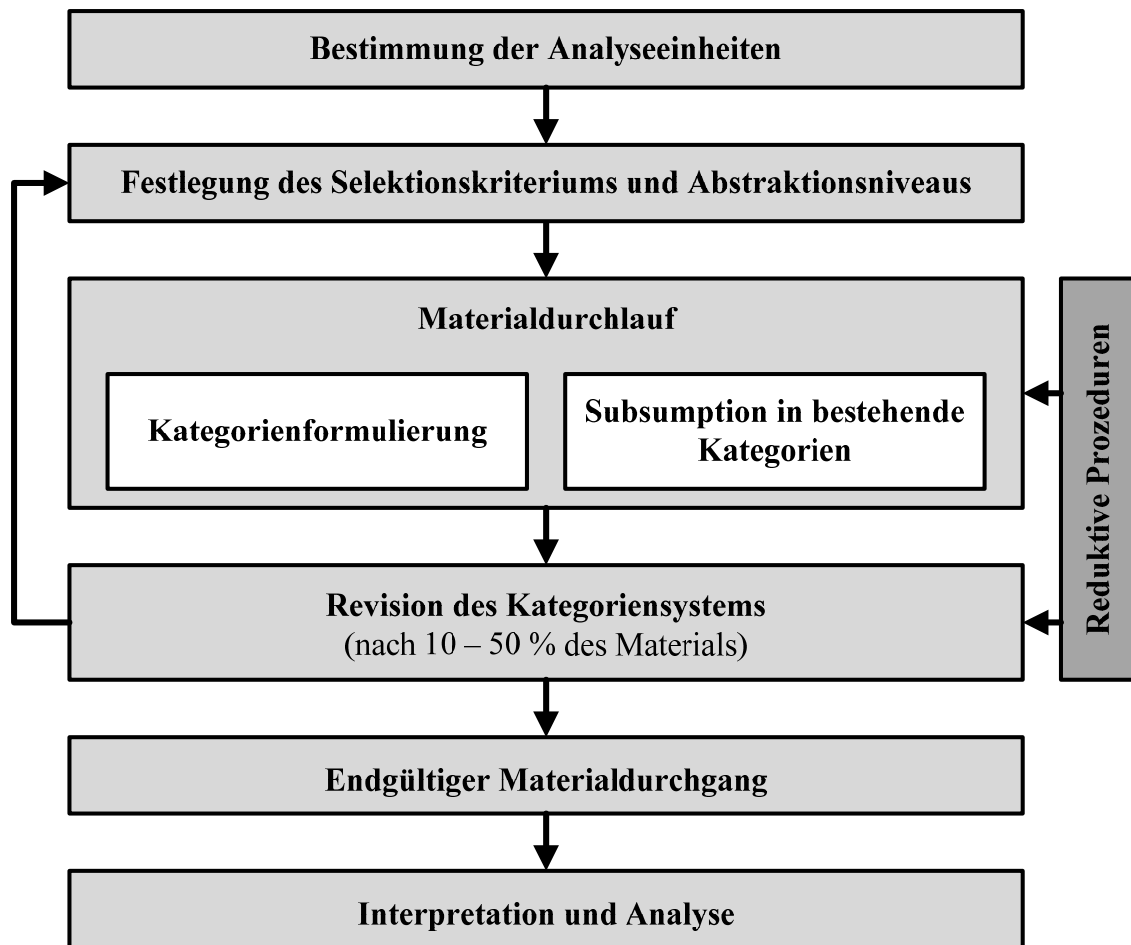 Bestimmung der Analyseeinheiten
Festlegung des Selektionskriteriums und Abstraktionsniveaus
Materialdurchlauf
Kategorienformulierung
Subsumption in bestehende
Kategorien
Reduktive Prozeduren
Revision des Kategoriensystems
(nach 10 – 50 % des Materials)
Endgültiger Materialdurchgang
Interpretation und Analyse